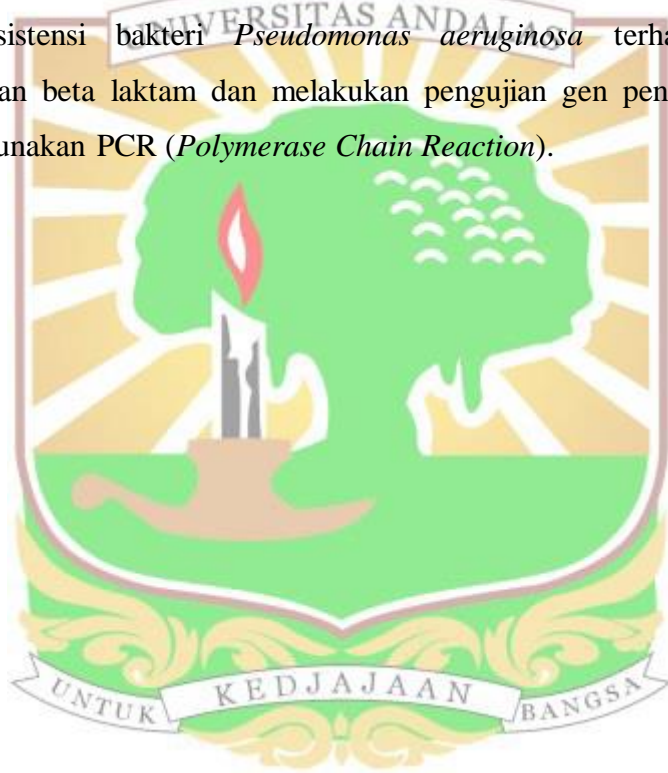 UNIVERSITAS ANDALAS
sistensi bakteri Pseudomonas aeruginosa terha
an beta laktam dan melakukan pengujian gen pen
unakan PCR (Polymerase Chain Reaction).
UNTUK KEDJAJAAN BANGSA